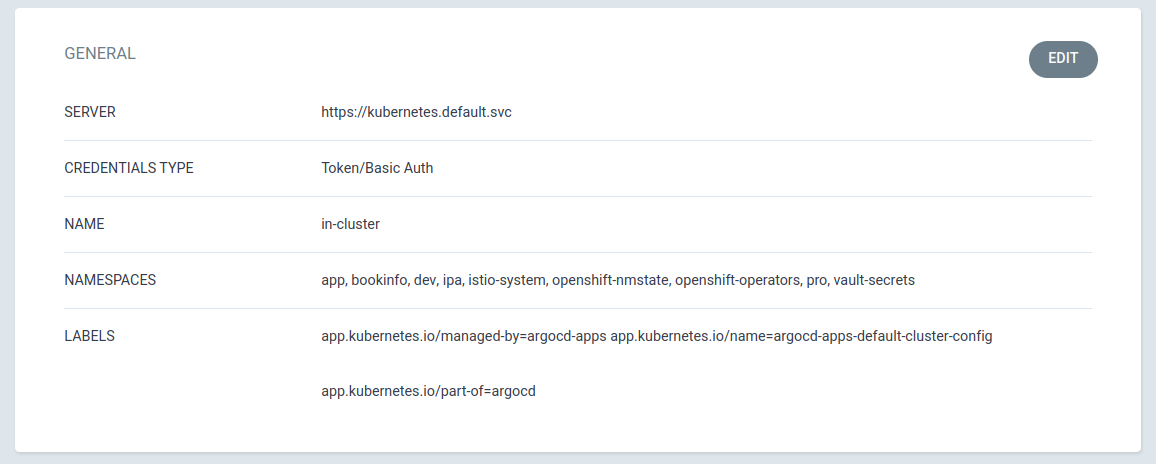 GENERAL
EDIT
SERVER https://kubernetes.default.svc
CREDENTIALS TYPE Token/Basic Auth
NAME in-cluster
NAMESPACES app, bookinfo, dev, ipa, istio-system, openshift-nmstate, openshift-operators, pro, vault-secrets
LABELS app.kubernetes.io/managed-by=argocd-apps app.kubernetes.io/name=argocd-apps-default-cluster-config
app.kubernetes.io/part-of=argocd